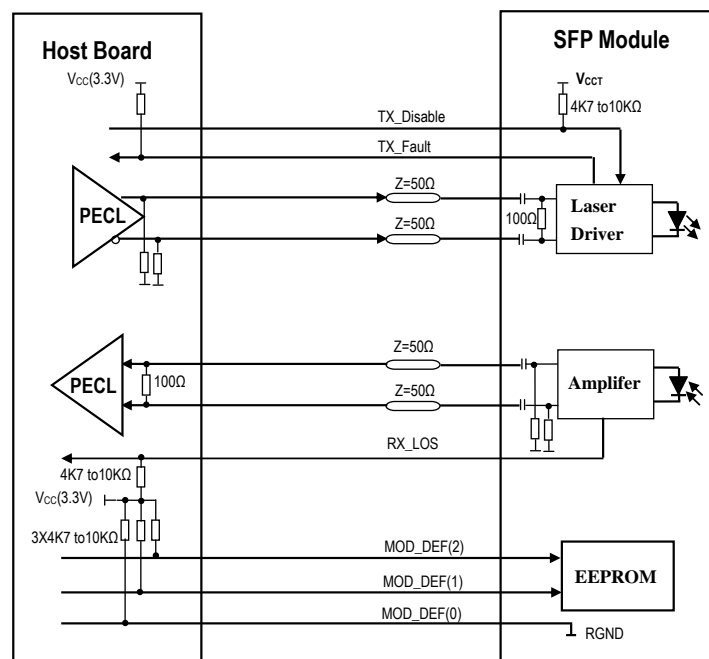 Host Board
SFP Module
VCC(3.3V)
VCCT
4K7 to10KΩ
TX_Disable
TX_Fault
PECL
Z=50Ω
Z=50Ω
100Ω
Laser
Driver
PECL
100Ω
Z=50Ω
Z=50Ω
Amplifer
RX_LOS
4K7 to10KΩ
VCC(3.3V)
3X4K7 to10KΩ
MOD_DEF(2)
MOD_DEF(1)
MOD_DEF(0)
EEPROM
RGND